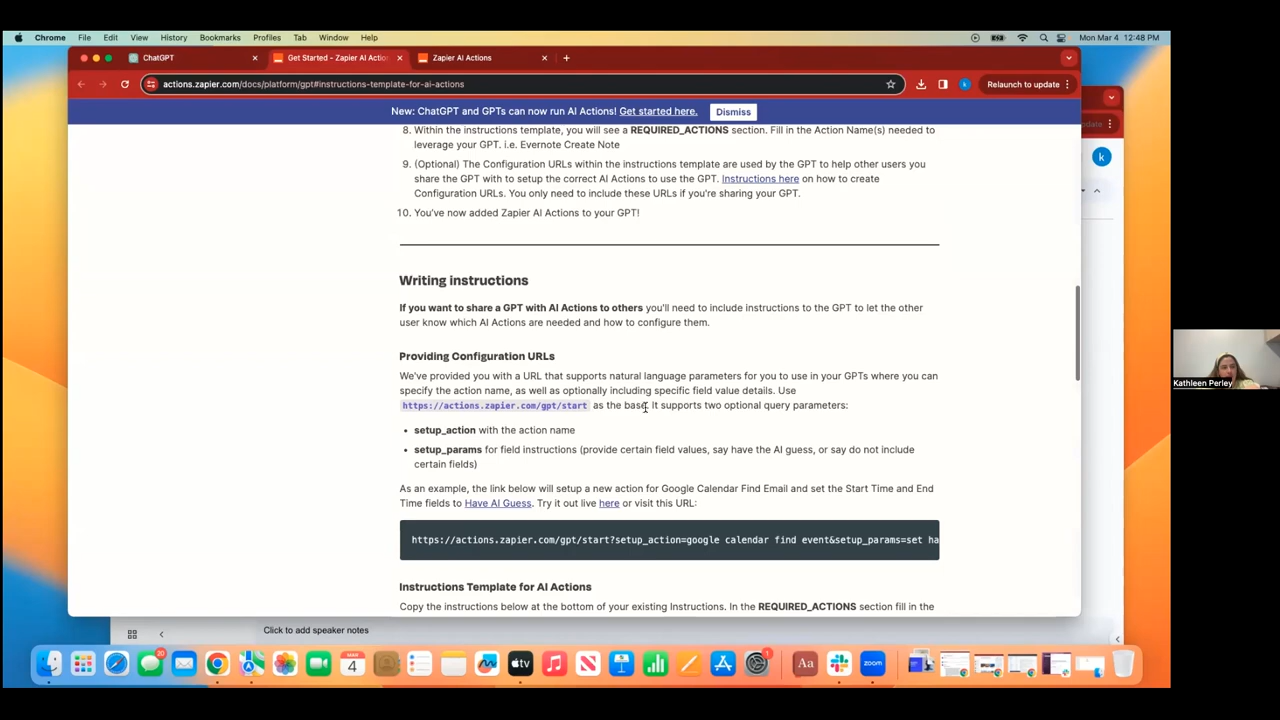 Chrome File Edit View History Bookmarks Profiles Tab Window Help
Mon Mar 4 12:48 PM
ChatGPT
Get Started - Zapier AI Actio
Zapier AI Actions
actions.zapier.com/docs/platform/gpt#instructions-template-for-ai-actions
Relaunch to update
New: ChatGPT and GPTs can now run AI Actions! Get started here.
Dismiss
8. Within the instructions template, you will see a REQUIRED_ACTIONS section. Fill in the Action Name(s) needed to
leverage your GPT. i.e. Evernote Create Note
9. (Optional) The Configuration URLs within the instructions template are used by the GPT to help other users you
share the GPT with to setup the correct AI Actions to use the GPT. Instructions here on how to create
Configuration URLs. You only need to include these URLs if you're sharing your GPT.
10. You've now added Zapier AI Actions to your GPT!
Writing instructions
If you want to share a GPT with AI Actions to others you'll need to include instructions to the GPT to let the other
user know which AI Actions are needed and how to configure them.
Providing Configuration URLs
We've provided you with a URL that supports natural language parameters for you to use in your GPTs where you can
specify the action name, as well as optionally including specific field value details. Use
https://actions.zapier.com/gpt/start as the base. It supports two optional query parameters:
• setup_action with the action name
• setup_params for field instructions (provide certain field values, say have the AI guess, or say do not include
certain fields)
As an example, the link below will setup a new action for Google Calendar Find Email and set the Start Time and End
Time fields to Have AI Guess. Try it out live here or visit this URL:
https://actions.zapier.com/gpt/start?setup_action=google calendar find event&setup_params=set ha
Instructions Template for AI Actions
Copy the instructions below at the bottom of your existing Instructions. In the REQUIRED_ACTIONS section fill in the
Click to add speaker notes
k
k
20
MAR
4
1
Aa
zoom
Kathleen Perley